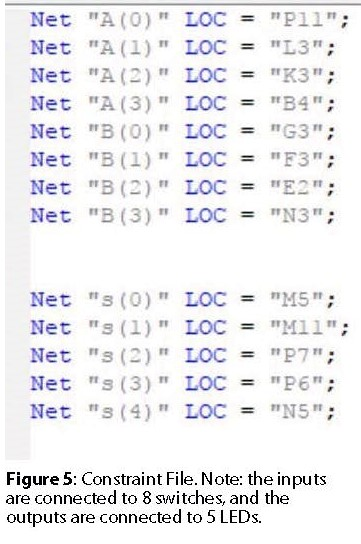 Net "A(0)" LOC = "P11";
Net "A(1)" LOC = "L3";
Net "A(2)" LOC = "K3";
Net "A(3)" LOC = "B4";
Net "B(0)" LOC = "G3";
Net "B(1)" LOC = "F3";
Net "B(2)" LOC = "E2";
Net "B(3)" LOC = "N3";
Net "s(0)" LOC = "M5";
Net "s(1)" LOC = "M11";
Net "s(2)" LOC = "P7";
Net "s(3)" LOC = "P6";
Net "s(4)" LOC = "N5";
Figure 5: Constraint File. Note: the inputs
are connected to 8 switches, and the
outputs are connected to 5 LEDs.